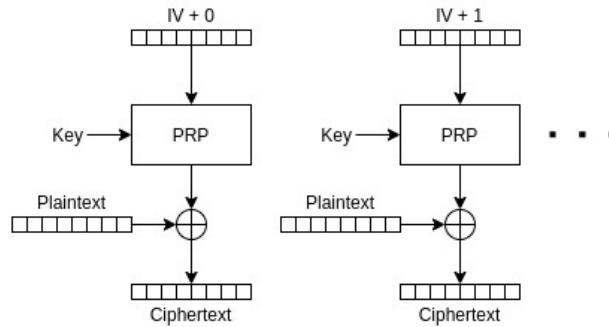 IV + 0
IV + 1
Key
PRP
Key
PRP
Plaintext
Plaintext
Ciphertext
Ciphertext